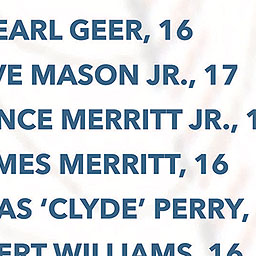 EARL GEER, 16
VE MASON JR., 17
NCE MERRITT JR., 1
MES MERRITT, 16
AS ‘CLYDE’ PERRY,
ERT WILLIAMS, 16